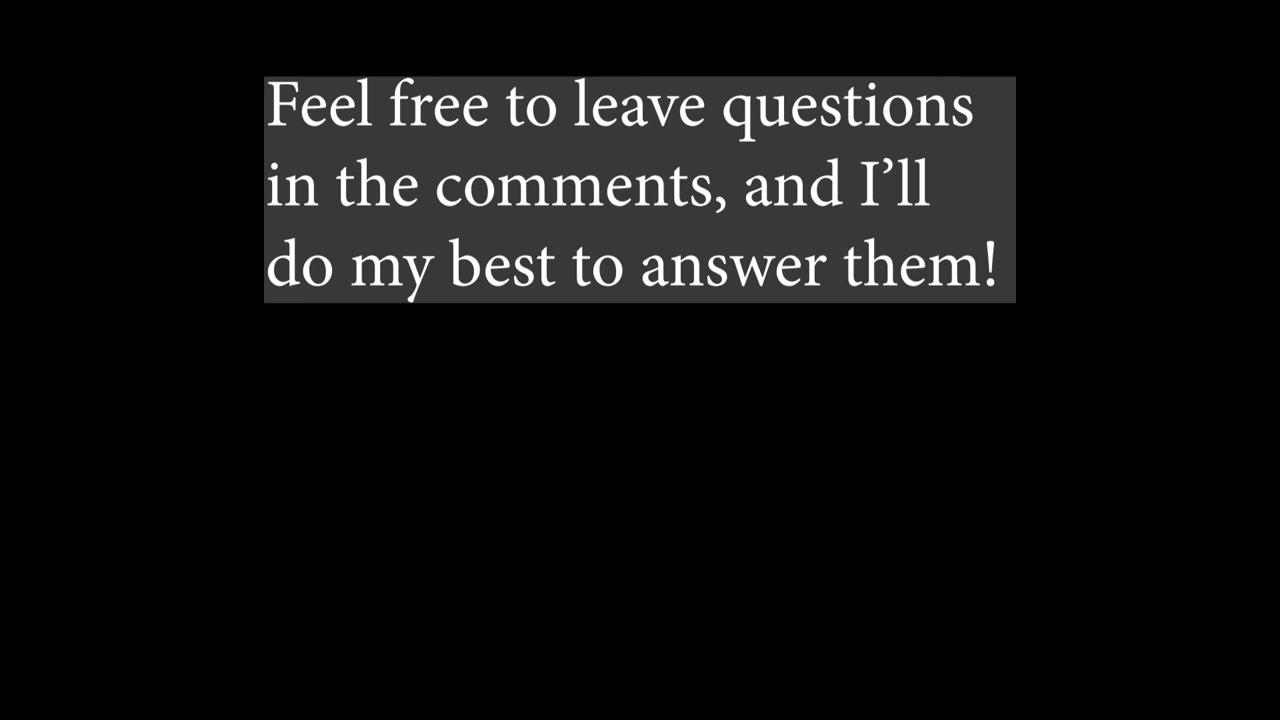 Feel free to leave questions
in the comments, and I’ll
do my best to answer them!